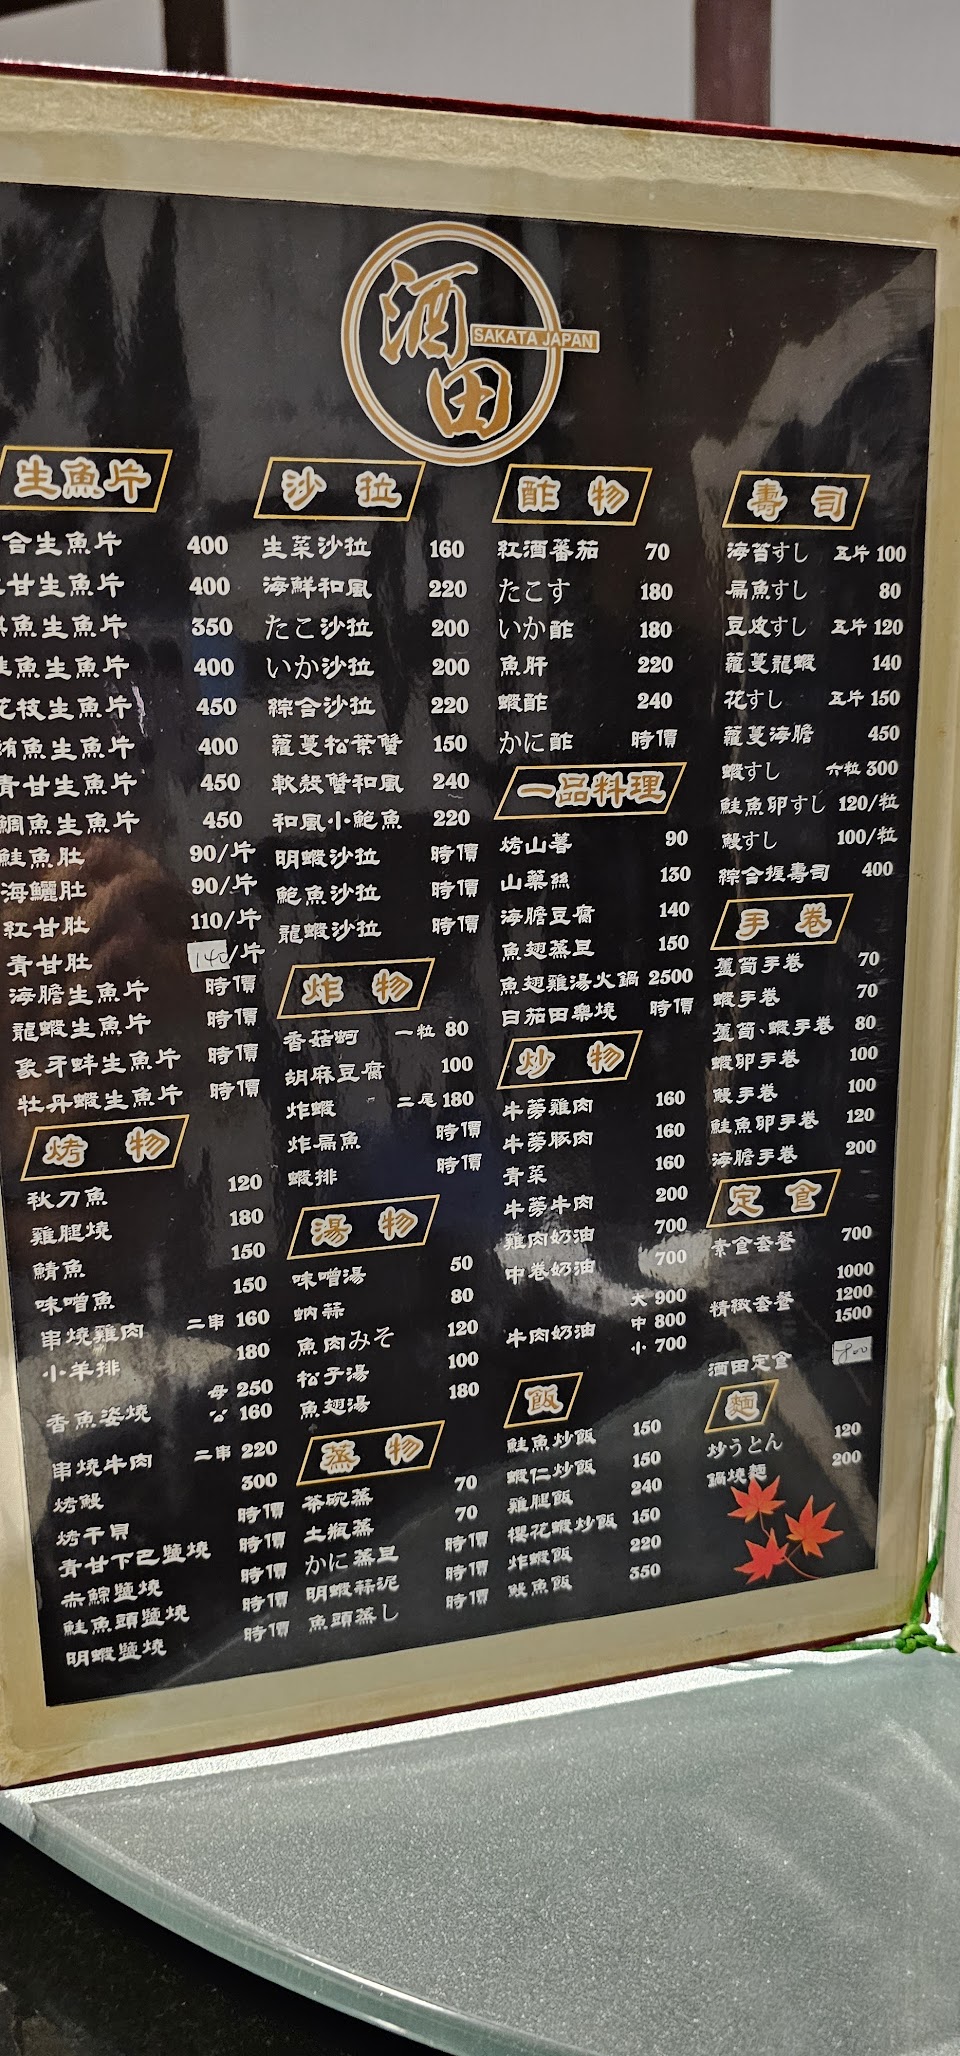 酒田
SAKATA JAPAN
生魚片
合生魚片 400
甘生魚片 400
魚生魚片 350
魚生魚片 400
花枝生魚片 450
鮪魚生魚片 400
青甘生魚片 450
鯛魚生魚片 450
鮭魚肚 90/片
海鱺肚 90/片
紅甘肚 110/片
青甘肚 140/片
海膽生魚片 時價
龍蝦生魚片 時價
象牙蚌生魚片 時價
牡丹蝦生魚片 時價
烤物
秋刀魚 120
雞腿燒 180
鯖魚 150
味噌魚 150
串燒雞肉 二串 160
小羊排 180
香魚姿燒 母 250
公 160
串燒牛肉 二串 220
烤鰻 300
烤干貝 時價
青甘下巴鹽燒 時價
赤鯮鹽燒 時價
鮭魚頭鹽燒 時價
明蝦鹽燒 時價
沙拉
生菜沙拉 160
海鮮和風 220
たこ沙拉 200
いか沙拉 200
綜合沙拉 220
蘿蔓松葉蟹 150
軟殼蟹和風 240
和風小鮑魚 220
明蝦沙拉 時價
鮑魚沙拉 時價
龍蝦沙拉 時價
炸物
香菇蚵 一粒 80
胡麻豆腐 100
炸蝦 二尾 180
炸扁魚 時價
蝦排 時價
湯物
味噌湯 50
蚋蒜 80
魚肉みそ 120
松子湯 100
魚翅湯 180
蒸物
茶碗蒸 70
土瓶蒸 70
かに蒸豆 時價
明蝦蒜泥 時價
魚頭蒸し 時價
酢物
紅酒蕃茄 70
たこす 180
いか酢 180
魚肝 220
蝦酢 240
かに酢 時價
一品料理
烤山薯 90
山藥絲 130
海膽豆腐 140
魚翅蒸豆 150
魚翅雞湯火鍋 2500
日茄田樂燒 時價
炒物
牛蒡雞肉 160
牛蒡豚肉 160
青菜 160
牛蒡牛肉 200
雞肉奶油 700
中卷奶油 700
大 900
牛肉奶油 中 800
小 700
飯
鮭魚炒飯 150
蝦仁炒飯 150
雞腿飯 240
櫻花蝦炒飯 150
炸蝦飯 220
鰻魚飯 350
壽司
海苔すし 五片 100
扁魚すし 80
豆皮すし 五片 120
蘿蔓龍蝦 140
花すし 五片 150
蘿蔓海膽 450
蝦すし 六粒 300
鮭魚卵すし 120/粒
鰻すし 100/粒
綜合握壽司 400
手卷
蘆筍手卷 70
蝦手卷 70
蘆筍、蝦手卷 80
蝦卵手卷 100
鰻手卷 100
鮭魚卵手卷 120
海膽手卷 200
定食
素食套餐 700
1000
精緻套餐 1200
1500
酒田定食
麵
炒うどん 120
鍋燒麵 200